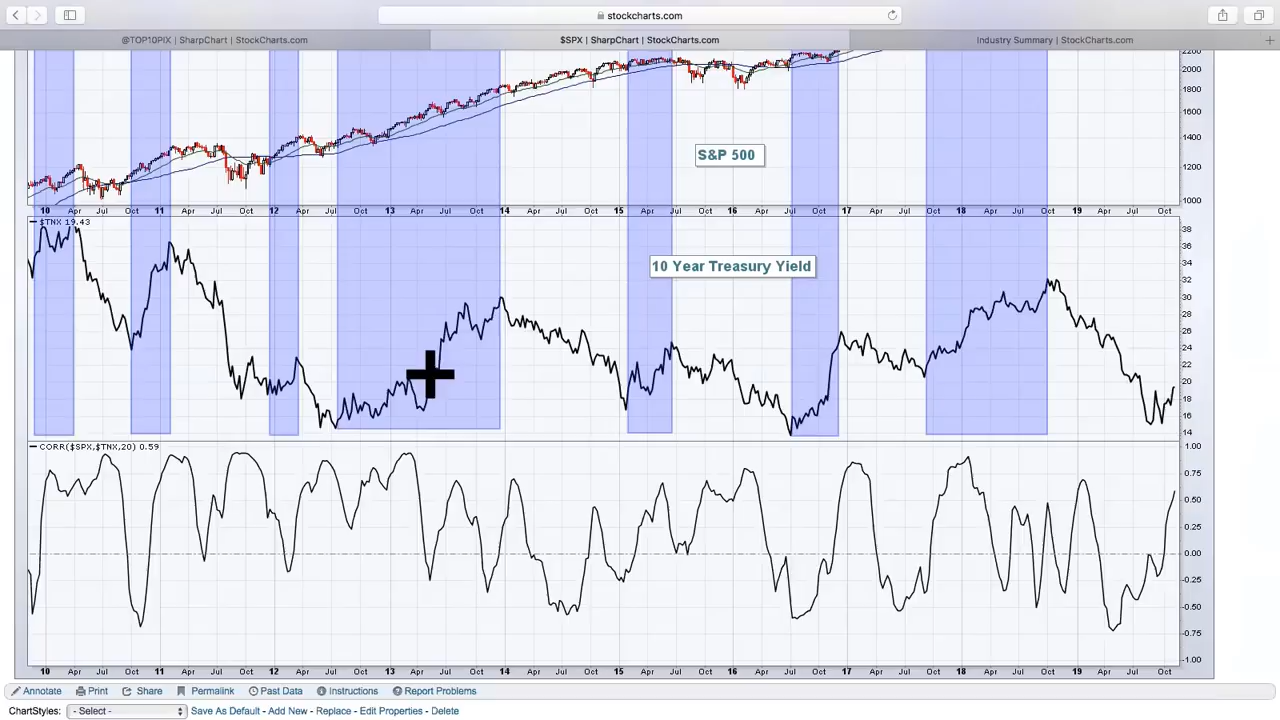 stockcharts.com
@TOP10PIX | SharpChart | StockCharts.com
$SPX | SharpChart | StockCharts.com
Industry Summary | StockCharts.com
2200
2000
1800
1600
1400
S&P 500
1200
1000
10 Apr Jul Oct 11 Apr Jul Oct 12 Apr Jul Oct 13 Apr Jul Oct 14 Apr Jul Oct 15 Apr Jul Oct 16 Apr Jul Oct 17 Apr Jul Oct 18 Apr Jul Oct 19 Apr Jul Oct
$TNX 19.43
38
36
34
10 Year Treasury Yield
32
30
28
26
24
22
20
18
16
14
CORR($SPX,$TNX,20) 0.59
1.00
0.75
0.50
0.25
0.00
-0.25
-0.50
-0.75
-1.00
10 Apr Jul Oct 11 Apr Jul Oct 12 Apr Jul Oct 13 Apr Jul Oct 14 Apr Jul Oct 15 Apr Jul Oct 16 Apr Jul Oct 17 Apr Jul Oct 18 Apr Jul Oct 19 Apr Jul Oct
Annotate Print Share Permalink Past Data Instructions Report Problems
ChartStyles: - Select - Save As Default - Add New - Replace - Edit Properties - Delete